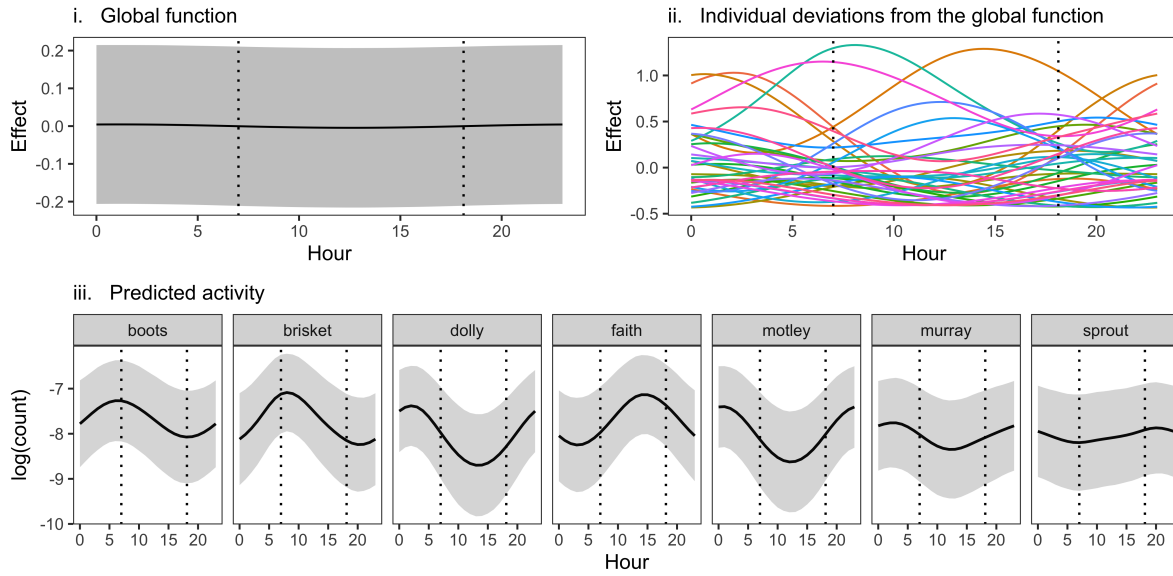 i. Global function
Effect
0.2
0.1
0.0
-0.1
-0.2
0 5 10 15 20
Hour
ii. Individual deviations from the global function
Effect
1.0
0.5
0.0
-0.5
0 5 10 15 20
Hour
iii. Predicted activity
boots brisket dolly faith motley murray sprout
log(count)
-7
-8
-9
-10
0 5 10 15 20 0 5 10 15 20 0 5 10 15 20 0 5 10 15 20 0 5 10 15 20 0 5 10 15 20 0 5 10 15 20
Hour